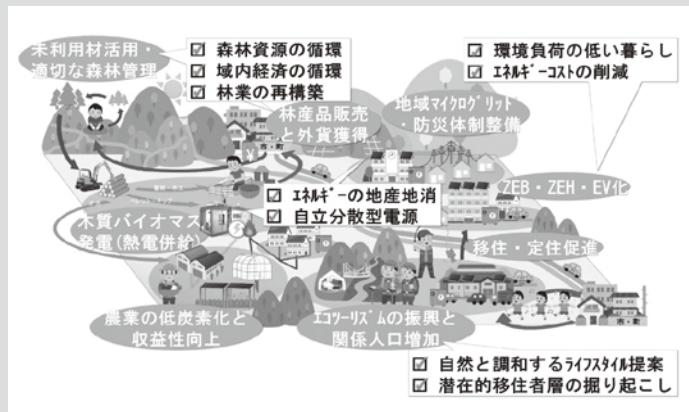 未利用材活用・
適切な森林管理
☑ 森林資源の循環
☑ 域内経済の循環
☑ 林業の再構築
☑ 環境負荷の低い暮らし
☑ エネルギーコストの削減
林産品販売
と外貨獲得
地域マイクログリッド
・防災体制整備
市・町
¥
☑ エネルギーの地産地消
☑ 自立分散型電源
ZEB・ZEH・EV化
木質バイオマス
発電(熱電併給)
移住・定住促進
農業の低炭素化と
収益性向上
エコツーリズムの振興と
関係人口増加
市・町
☑ 自然と調和するライフスタイル提案
☑ 潜在的移住者層の掘り起こし